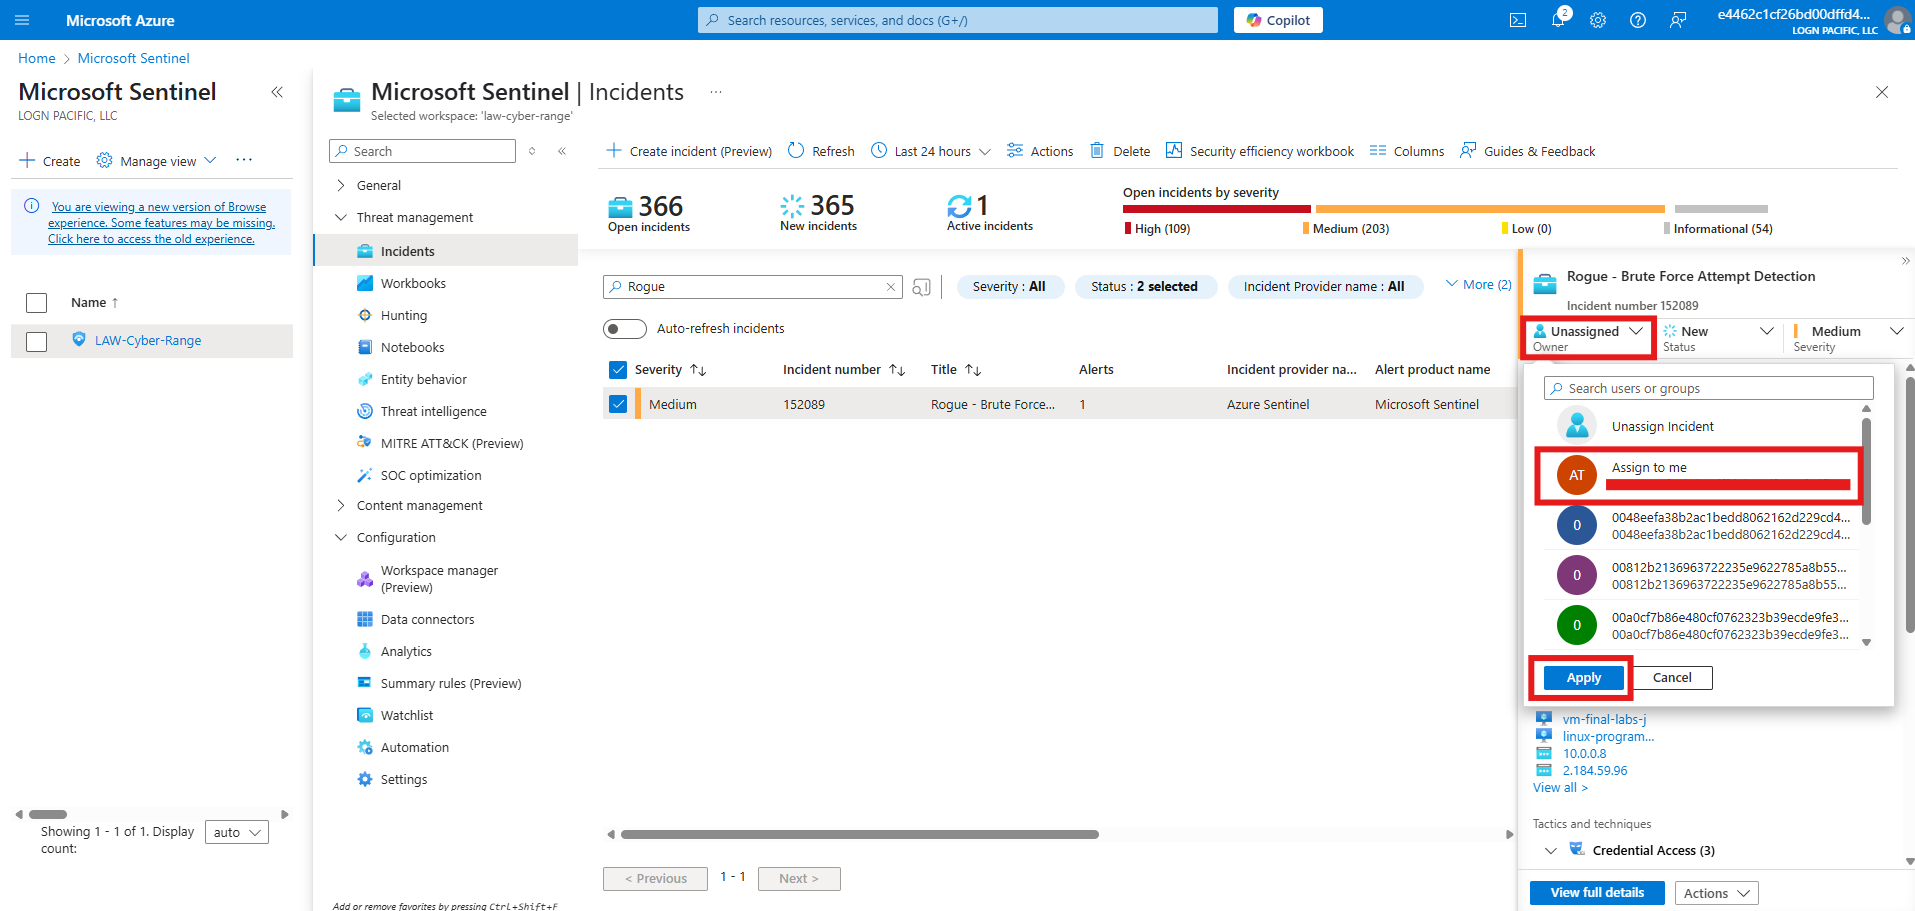 Microsoft Azure
Search resources, services, and docs (G+/)
Copilot
2
e4462c1cf26bd00dffd4...
LOGN PACIFIC, LLC
Home > Microsoft Sentinel
Microsoft Sentinel
LOGN PACIFIC, LLC
Create
Manage view
You are viewing a new version of Browse
experience. Some features may be missing.
Click here to access the old experience.
Name ↑
LAW-Cyber-Range
Showing 1 - 1 of 1. Display
count:
auto
Microsoft Sentinel | Incidents
Selected workspace: 'law-cyber-range'
Search
General
Threat management
Incidents
Workbooks
Hunting
Notebooks
Entity behavior
Threat intelligence
MITRE ATT&CK (Preview)
SOC optimization
Content management
Configuration
Workspace manager
(Preview)
Data connectors
Analytics
Summary rules (Preview)
Watchlist
Automation
Settings
Add or remove favorites by pressing Ctrl+Shift+F
Create incident (Preview)
Refresh
Last 24 hours
Actions
Delete
Security efficiency workbook
Columns
Guides & Feedback
366
Open incidents
365
New incidents
1
Active incidents
Open incidents by severity
High (109)
Medium (203)
Low (0)
Informational (54)
Rogue
Severity : All
Status : 2 selected
Incident Provider name : All
More (2)
Auto-refresh incidents
Severity ↑↓
Incident number ↑↓
Title ↑↓
Alerts
Incident provider na...
Alert product name
Medium
152089
Rogue - Brute Force...
1
Azure Sentinel
Microsoft Sentinel
< Previous
1 - 1
Next >
Rogue - Brute Force Attempt Detection
Incident number 152089
Unassigned
Owner
New
Status
Medium
Severity
Search users or groups
Unassign Incident
AT
Assign to me
0
0048eefa38b2ac1bedd8062162d229cd4...
0048eefa38b2ac1bedd8062162d229cd4...
0
00812b2136963722235e9622785a8b55...
00812b2136963722235e9622785a8b55...
0
00a0cf7b86e480cf0762323b39ecde9fe3...
00a0cf7b86e480cf0762323b39ecde9fe3...
Apply
Cancel
vm-final-labs-j
linux-program...
10.0.0.8
2.184.59.96
View all >
Tactics and techniques
Credential Access (3)
View full details
Actions